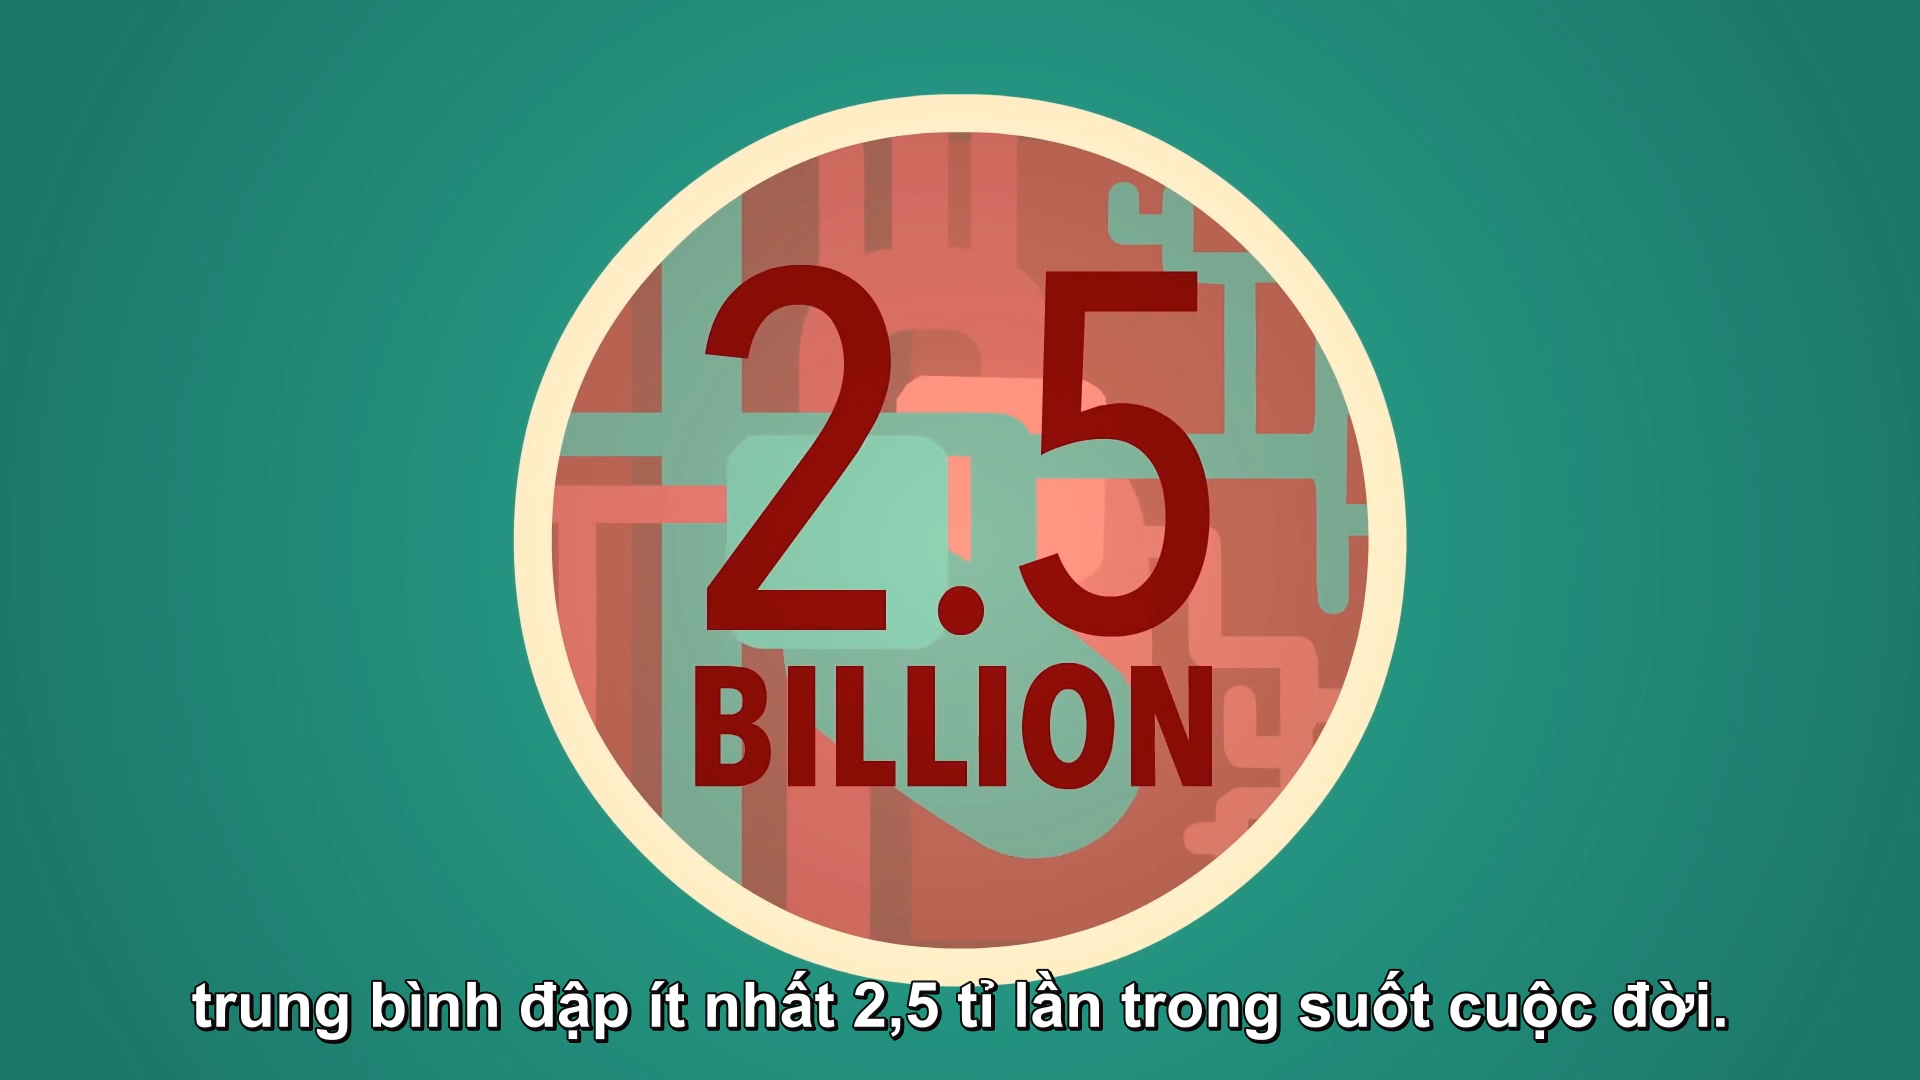 2.5
BILLION
trung bình đập ít nhất 2,5 tỉ lần trong suốt cuộc đời.